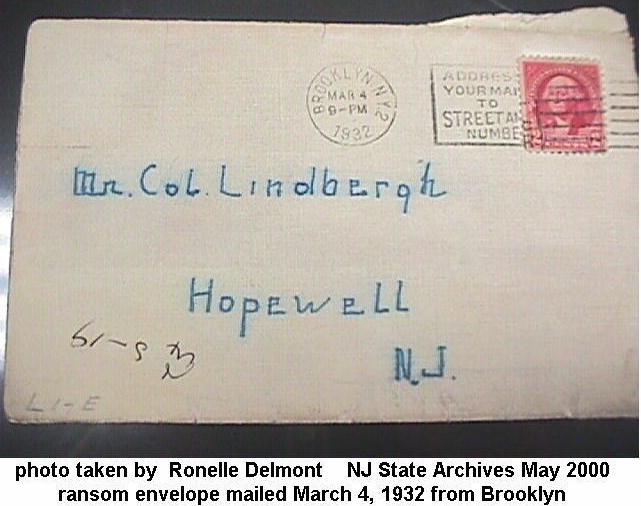 BROOKLYN, N.Y. 2
MAR 4
9-PM
1932
ADDRESS
YOUR MAI
TO
STREET AN
NUMBE
Mr. Col. Lindbergh
Hopewell
N.J.
L1-E
photo taken by Ronelle Delmont NJ State Archives May 2000
ransom envelope mailed March 4, 1932 from Brooklyn